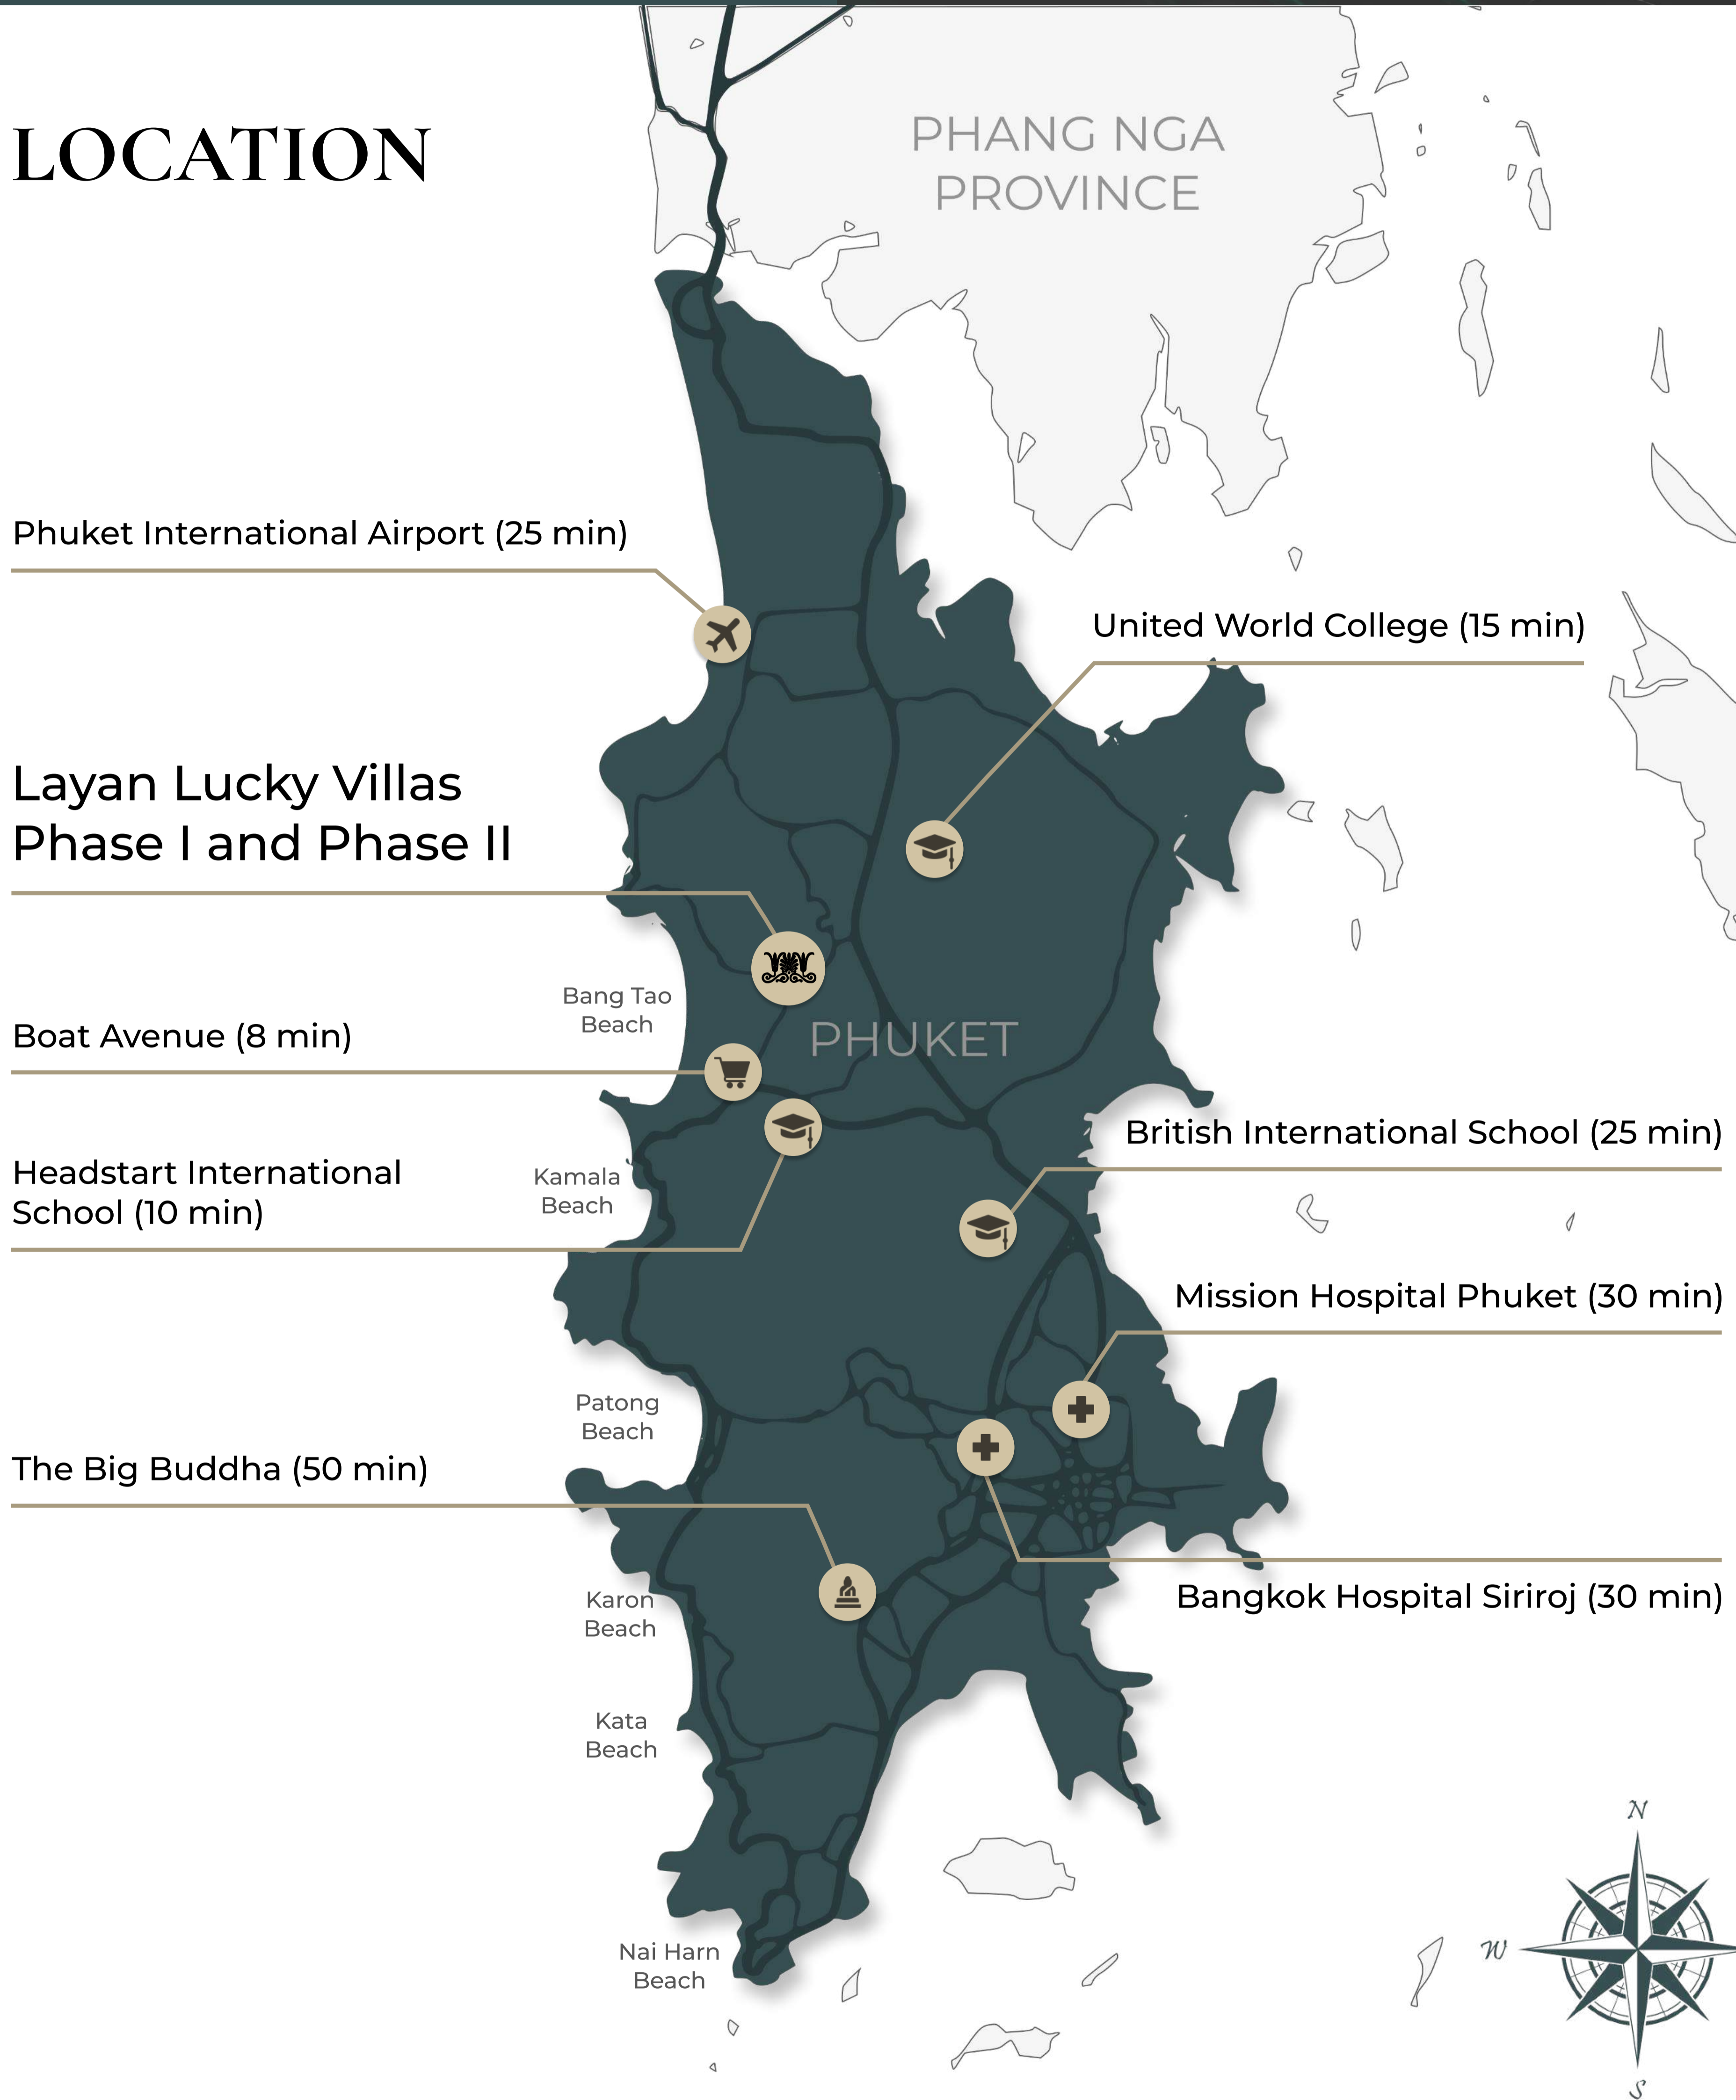 LOCATION
PHANG NGA
PROVINCE
Phuket International Airport (25 min)
United World College (15 min)
Layan Lucky Villas
Phase I and Phase II
Bang Tao
Beach
Boat Avenue (8 min)
PHUKET
British International School (25 min)
Headstart International
School (10 min)
Kamala
Beach
Mission Hospital Phuket (30 min)
Patong
Beach
The Big Buddha (50 min)
Karon
Beach
Bangkok Hospital Siriroj (30 min)
Kata
Beach
N
Nai Harn
Beach
W
S